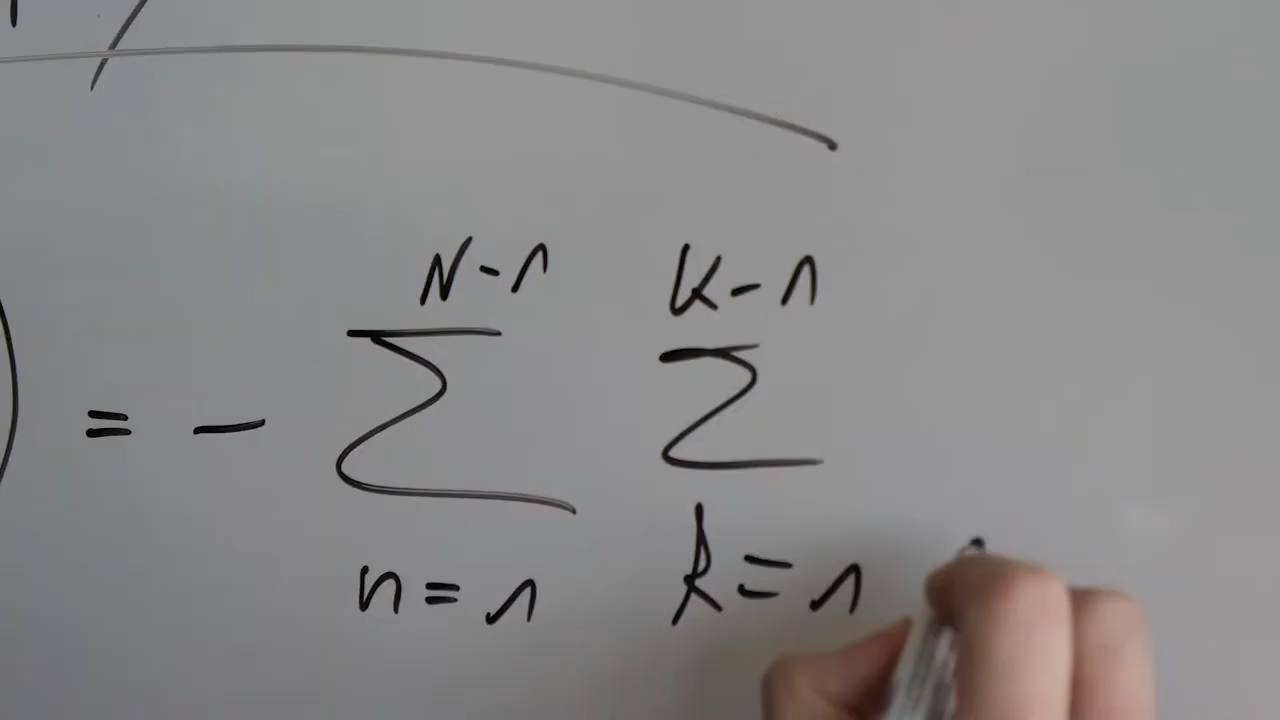 N-1 K-1
= - Σ Σ
n=1 k=1